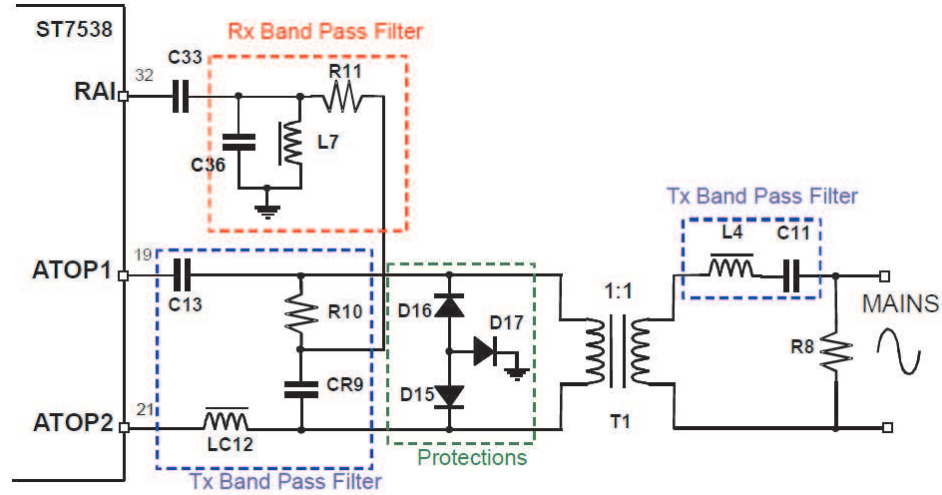 ST7538
Rx Band Pass Filter
C33
R11
RAI
32
L7
C36
Tx Band Pass Filter
L4
C11
19
ATOP1
C13
R10
D16
D17
1:1
MAINS
R8
CR9
D15
21
ATOP2
LC12
T1
Protections
Tx Band Pass Filter